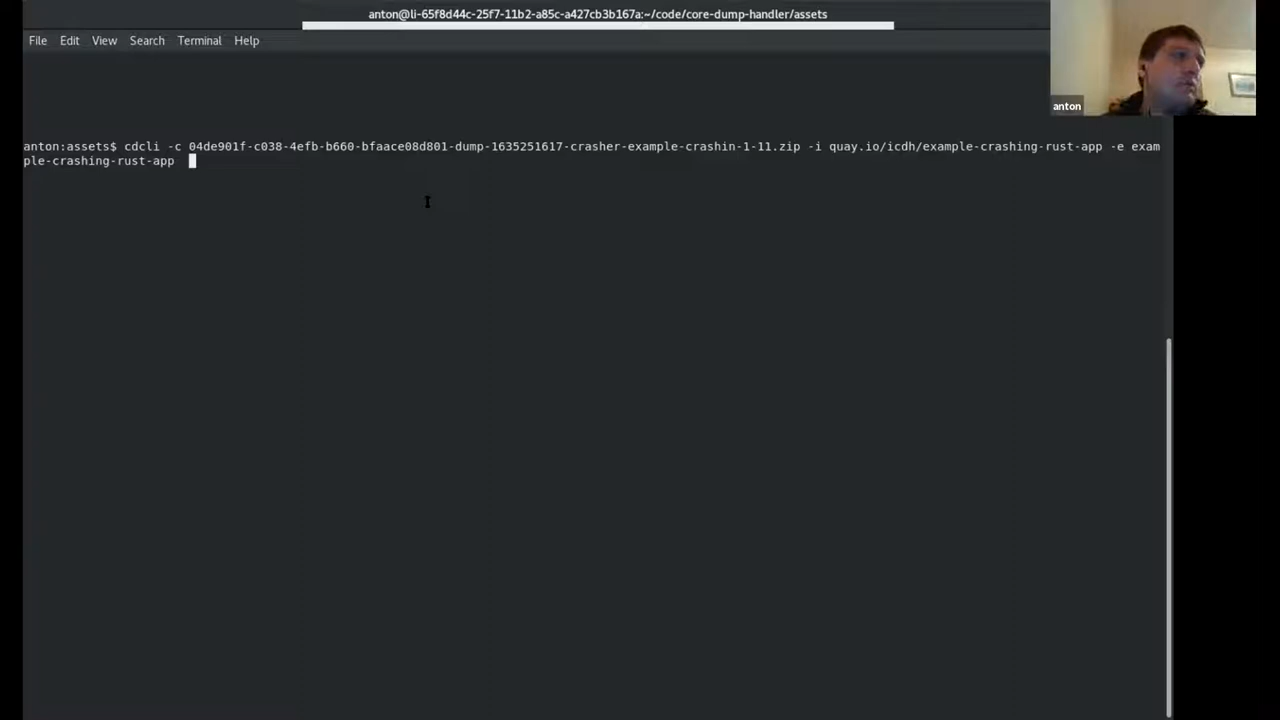 anton@li-65f8d44c-25f7-11b2-a85c-a427cb3b167a:~/code/core-dump-handler/assets
File Edit View Search Terminal Help
anton
anton:assets$ cdcli -c 04de901f-c038-4efb-b660-bfaace08d801-dump-1635251617-crasher-example-crashin-1-11.zip -i quay.io/icdh/example-crashing-rust-app -e exam
ple-crashing-rust-app